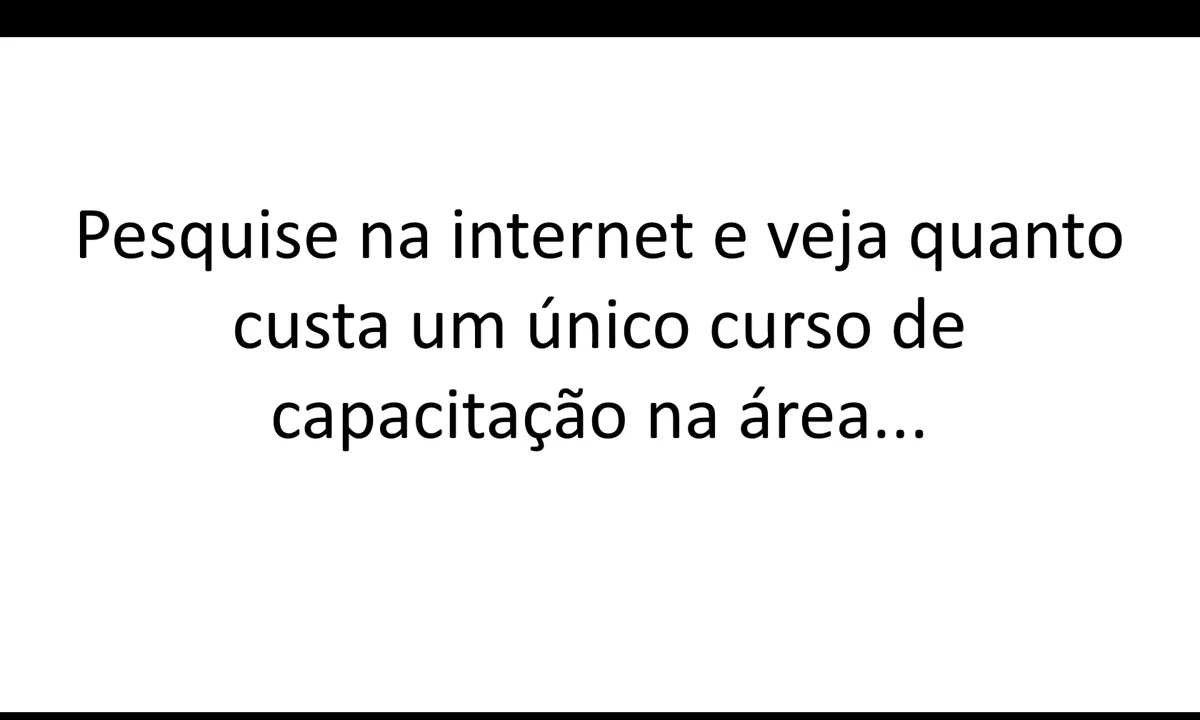 Pesquise na internet e veja quanto
custa um único curso de
capacitação na área...